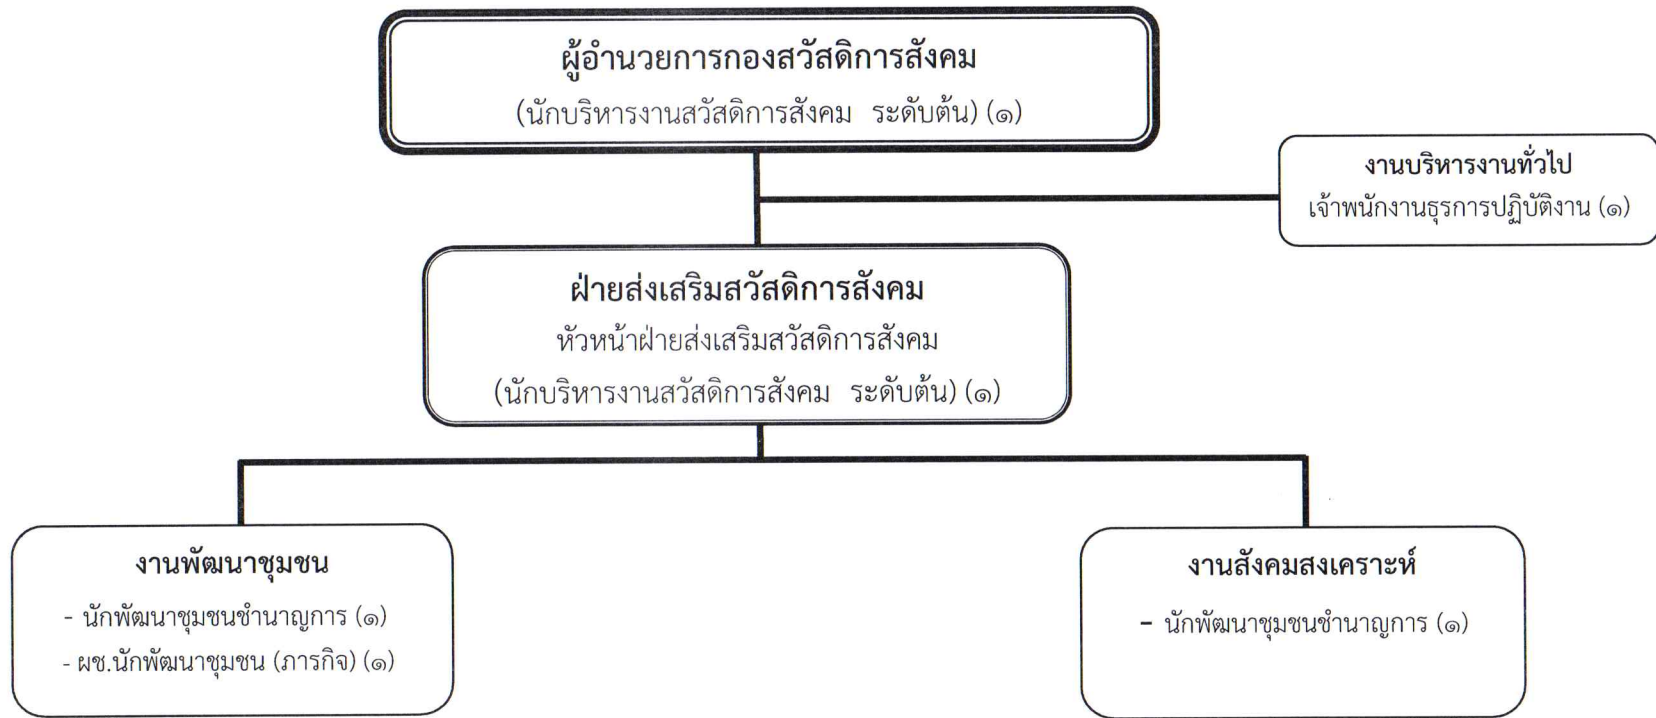 ผู้อำนวยการกองสวัสดิการสังคม
(นักบริหารงานสวัสดิการสังคม ระดับต้น) (๑)
งานบริหารงานทั่วไป
เจ้าพนักงานธุรการปฏิบัติงาน (๑)
ฝ่ายส่งเสริมสวัสดิการสังคม
หัวหน้าฝ่ายส่งเสริมสวัสดิการสังคม
(นักบริหารงานสวัสดิการสังคม ระดับต้น) (๑)
งานพัฒนาชุมชน
- นักพัฒนาชุมชนชำนาญการ (๑)
- ผช.นักพัฒนาชุมชน (ภารกิจ) (๑)
งานสังคมสงเคราะห์
- นักพัฒนาชุมชนชำนาญการ (๑)